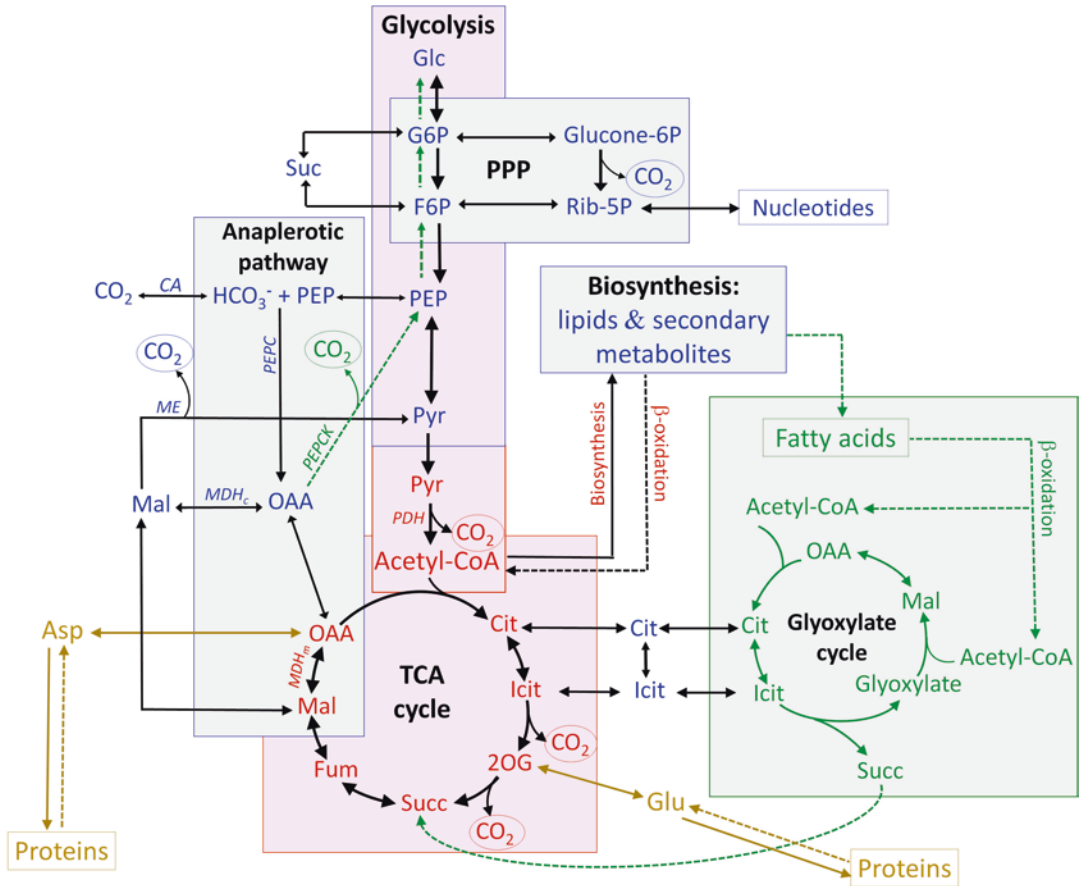 Glycolysis
Glc
G6P
Glucone-6P
PPP
CO2
Suc
F6P
Rib-5P
Nucleotides
Anaplerotic
pathway
CO2
CA
HCO3- + PEP
PEP
Biosynthesis:
lipids & secondary
metabolites
CO2
PEPC
CO2
ME
Pyr
PEPCK
Biosynthesis
β-oxidation
Fatty acids
β-oxidation
Pyr
Mal
MDHc
OAA
PDH
CO2
Acetyl-CoA
Acetyl-CoA
OAA
Mal
Asp
OAA
Cit
Cit
Cit
Glyoxylate
cycle
Acetyl-CoA
MDHm
TCA
cycle
Mal
Icit
Icit
Icit
Glyoxylate
CO2
Fum
2OG
Succ
Succ
Glu
CO2
Proteins
Proteins